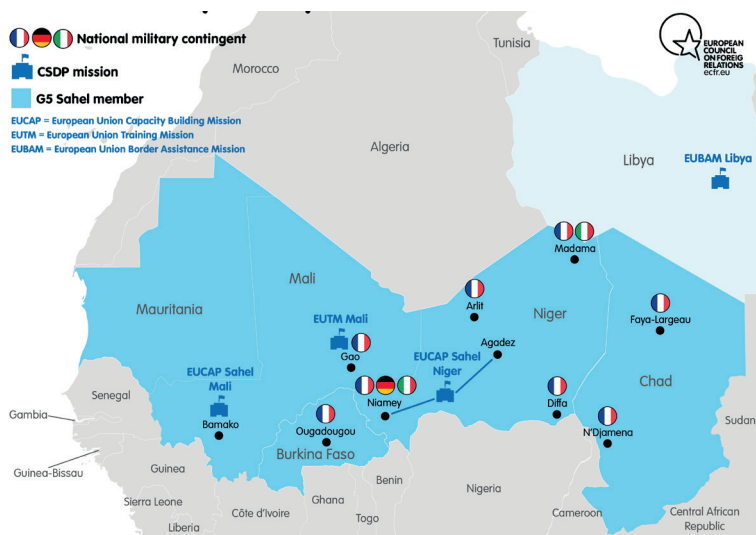 National military contingent
CSDP mission
G5 Sahel member
EUCAP = European Union Capacity Building Mission
EUTM = European Union Training Mission
EUBAM = European Union Border Assistance Mission
EUROPEAN
COUNCIL
ON FOREIGN
RELATIONS
ecfr.eu
Tunisia
Morocco
Algeria
Libya
EUBAM Libya
Madama
Mali
Mauritania
Arlit
Niger
Faya-Largeau
EUTM Mali
Gao
Agadez
EUCAP Sahel
Niger
EUCAP Sahel
Mali
Chad
Senegal
Niamey
Diffa
Gambia
Bamako
Ougadougou
N'Djamena
Sudan
Burkina Faso
Guinea-Bissau
Guinea
Benin
Nigeria
Sierra Leone
Ghana
Côte d'Ivoire
Togo
Cameroon
Central African
Republic
Liberia